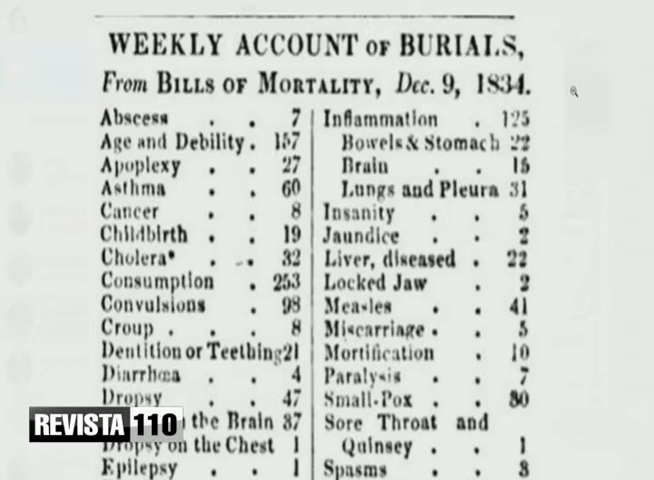 WEEKLY ACCOUNT OF BURIALS,
From BILLS OF MORTALITY, Dec. 9, 1834.
Abscess . . 7
Age and Debility . 157
Apoplexy . . 27
Asthma . . 60
Cancer . . 8
Childbirth . . 19
Cholera* . . 32
Consumption . 253
Convulsions . 98
Croup . . . 8
Dentition or Teething 21
Diarrhœa . . 4
Dropsy . . 47
the Brain 37
Dropsy on the Chest 1
Epilepsy . . 1
Inflammation . 125
Bowels & Stomach 22
Brain . . 15
Lungs and Pleura 31
Insanity . . 5
Jaundice . . 2
Liver, diseased . 22
Locked Jaw . 2
Measles . . 41
Miscarriage . . 5
Mortification . 10
Paralysis . . 7
Small-Pox . . 80
Sore Throat and
Quinsey . . 1
Spasms . . 3
REVISTA 110